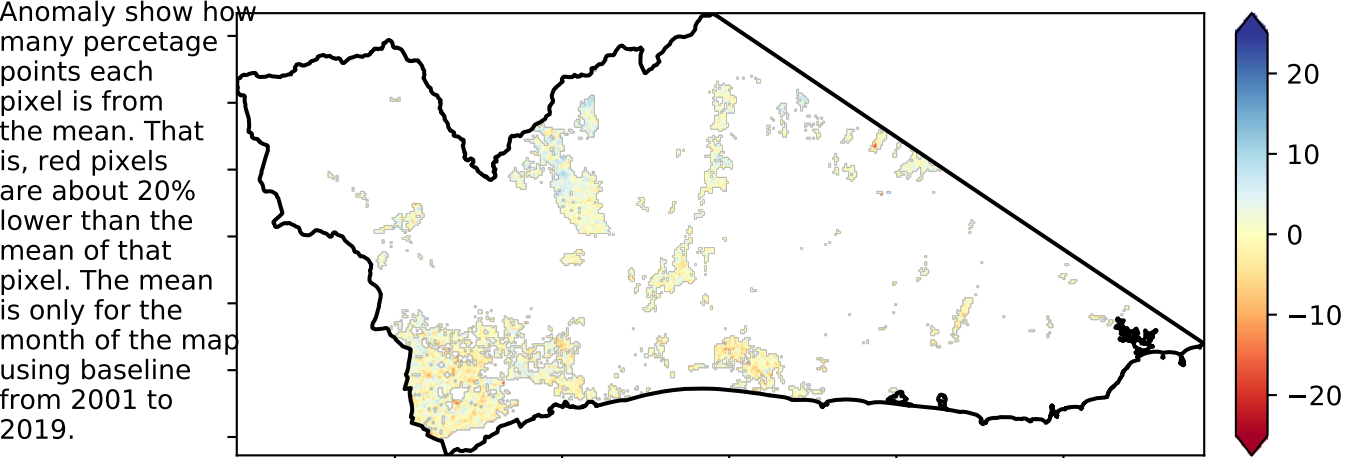 Anomaly show how
many percetage
points each
pixel is from
the mean. That
is, red pixels
are about 20%
lower than the
mean of that
pixel. The mean
is only for the
month of the map
using baseline
from 2001 to
2019.
20
10
0
−10
−20